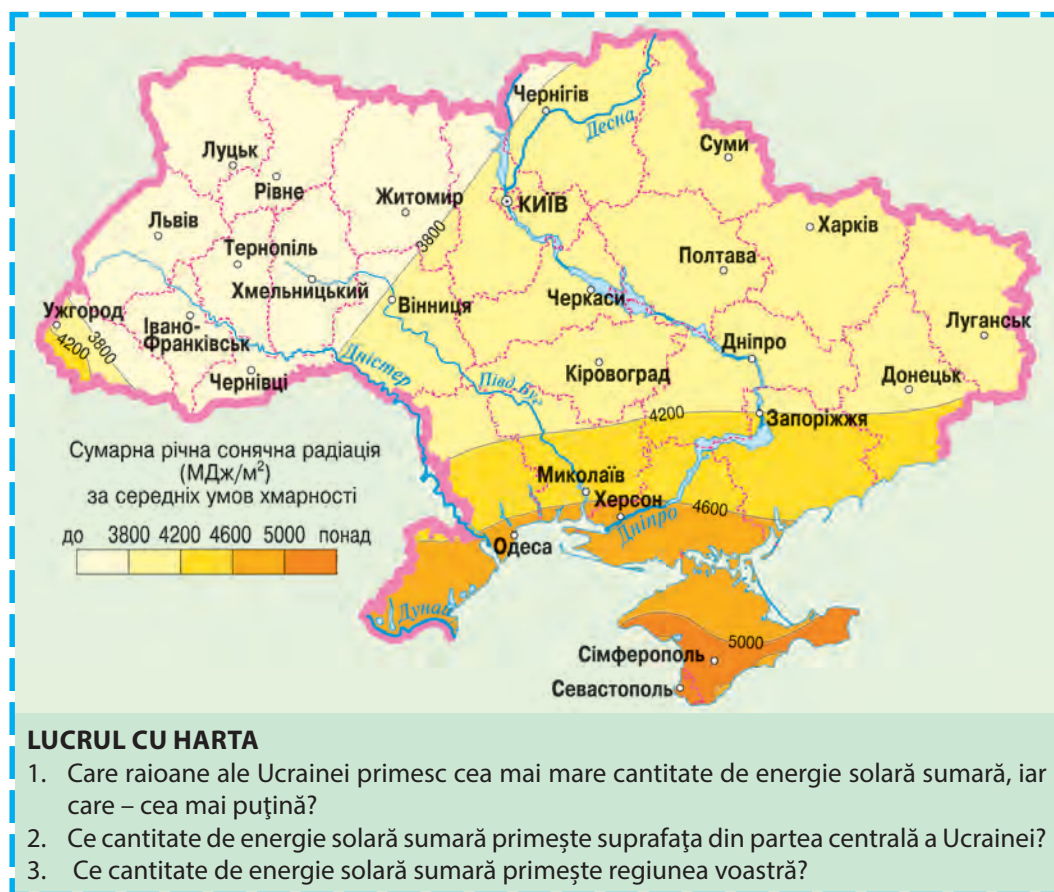 Чернігів
Десна
Суми
Луцьк
Рівне
Житомир
КИЇВ
Львів
Харків
Тернопіль
3800
Полтава
Хмельницький
Вінниця
Черкаси
Ужгород
Івано-
Франківськ
Луганськ
4200
3800
Дністер
Дніпро
Чернівці
Півд. Буг
Кіровоград
Донецьк
4200
Запоріжжя
Сумарна річна сонячна радіація
(МДж/м²)
за середніх умов хмарності
до 3800 4200 4600 5000 понад
Миколаїв
Херсон
4600
Дніпро
Одеса
Дунай
5000
Сімферополь
Севастополь
LUCRUL CU HARTA
1. Care raioane ale Ucrainei primesc cea mai mare cantitate de energie solară sumară, iar
care – cea mai puţină?
2. Ce cantitate de energie solară sumară primește suprafaţa din partea centrală a Ucrainei?
3. Ce cantitate de energie solară sumară primește regiunea voastră?